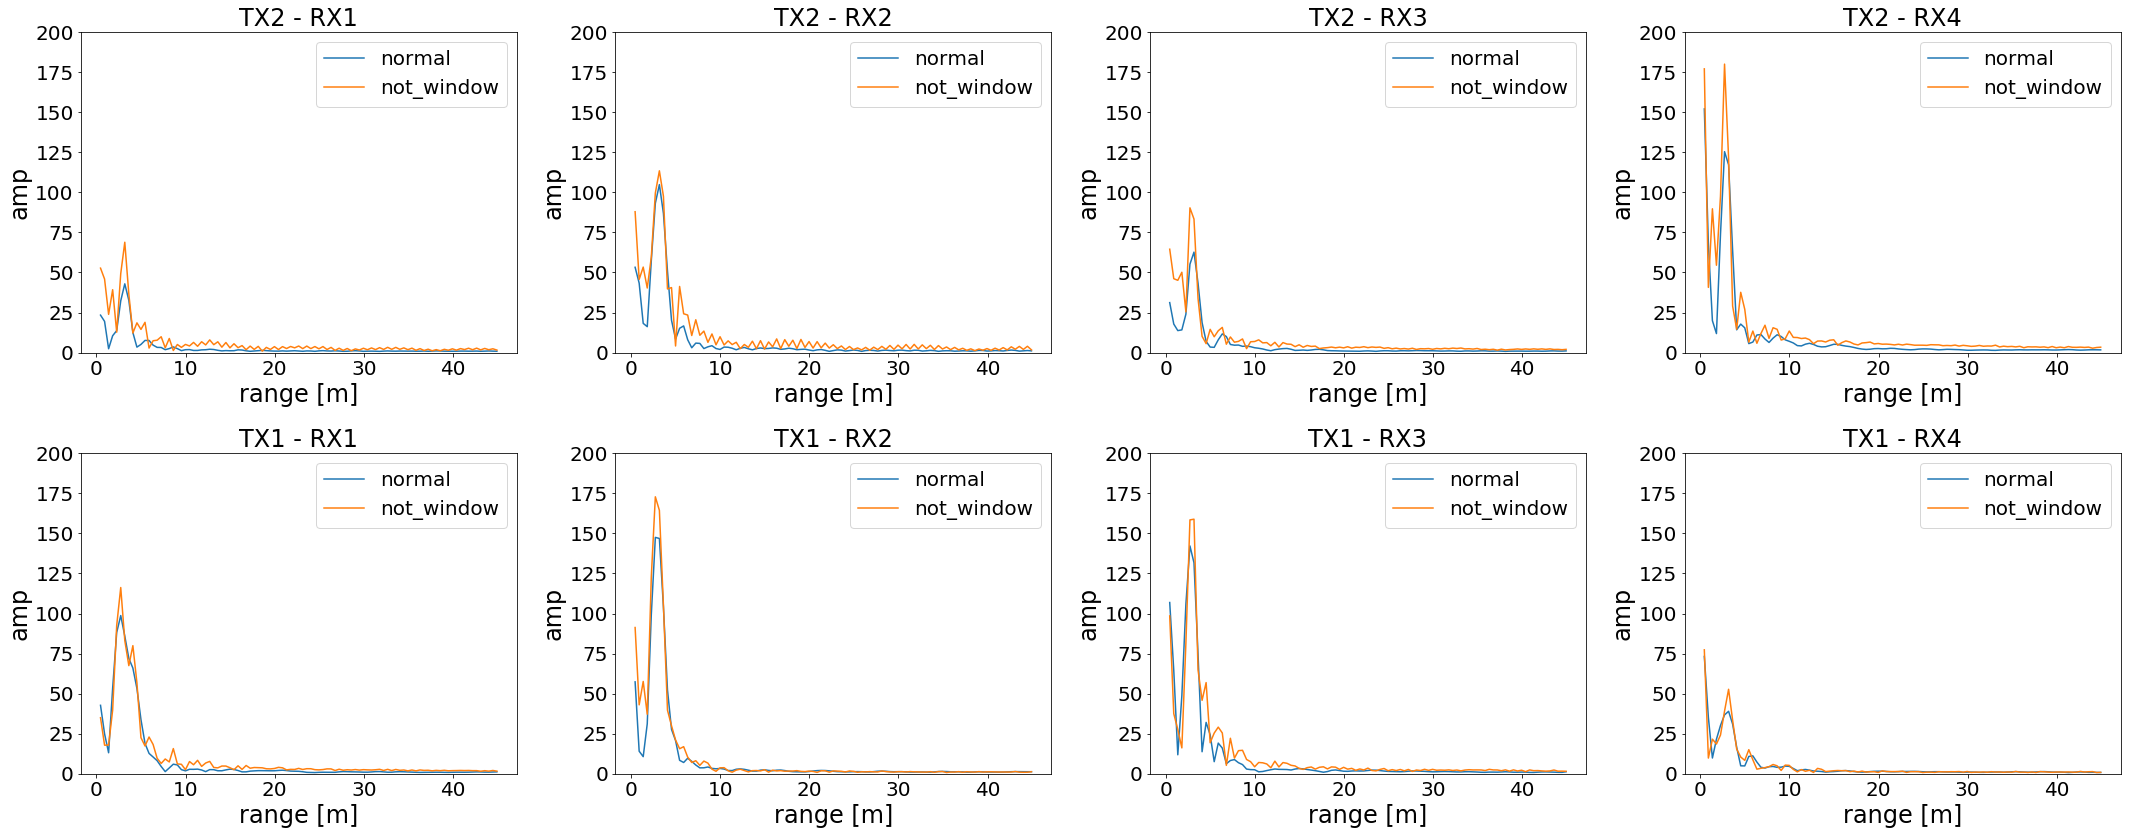 TX2 - RX1
TX2 - RX2
TX2 - RX3
TX2 - RX4
200
175
150
125
100
75
50
25
0
amp
normal
not_window
0 10 20 30 40
range [m]
200
175
150
125
100
75
50
25
0
amp
normal
not_window
0 10 20 30 40
range [m]
200
175
150
125
100
75
50
25
0
amp
normal
not_window
0 10 20 30 40
range [m]
200
175
150
125
100
75
50
25
0
amp
normal
not_window
0 10 20 30 40
range [m]
TX1 - RX1
TX1 - RX2
TX1 - RX3
TX1 - RX4
200
175
150
125
100
75
50
25
0
amp
normal
not_window
0 10 20 30 40
range [m]
200
175
150
125
100
75
50
25
0
amp
normal
not_window
0 10 20 30 40
range [m]
200
175
150
125
100
75
50
25
0
amp
normal
not_window
0 10 20 30 40
range [m]
200
175
150
125
100
75
50
25
0
amp
normal
not_window
0 10 20 30 40
range [m]